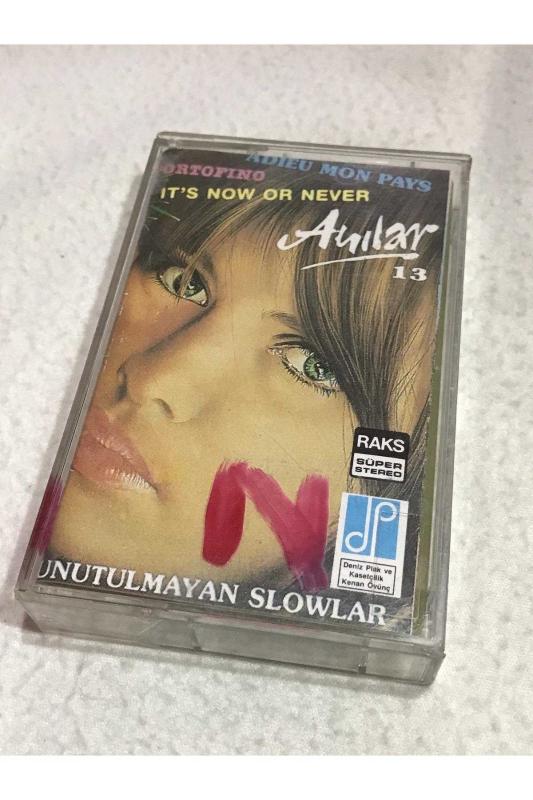 ADIEU MON PAYS
ORTOFINO
IT'S NOW OR NEVER
Anılar
13
RAKS
SÜPER
STEREO
dp
Deniz Plak ve
Kasetçilik
Kenan Övünç
N
UNUTULMAYAN SLOWLAR